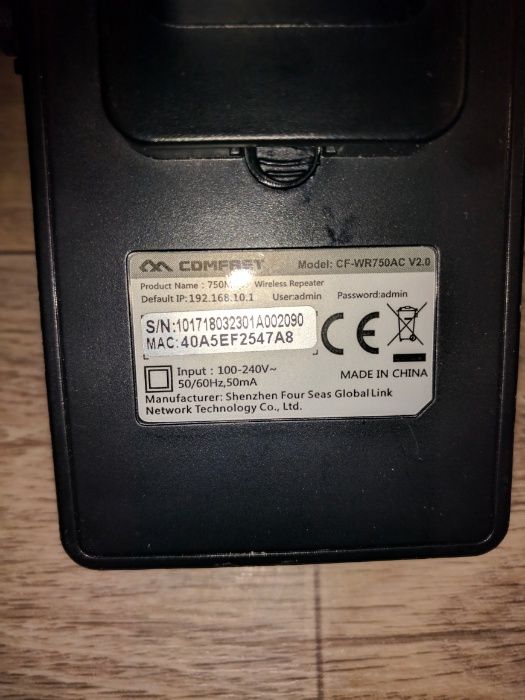 COMFAST Model: CF-WR750AC V2.0
Product Name : Wireless Repeater
Default IP:192.168.10.1 User:admin Password:admin
S/N:101718032301A002090
MAC:40A5EF2547A8
CE
Input : 100-240V~
50/60Hz,50mA
MADE IN CHINA
Manufacturer: Shenzhen Four Seas Global Link
Network Technology Co., Ltd.